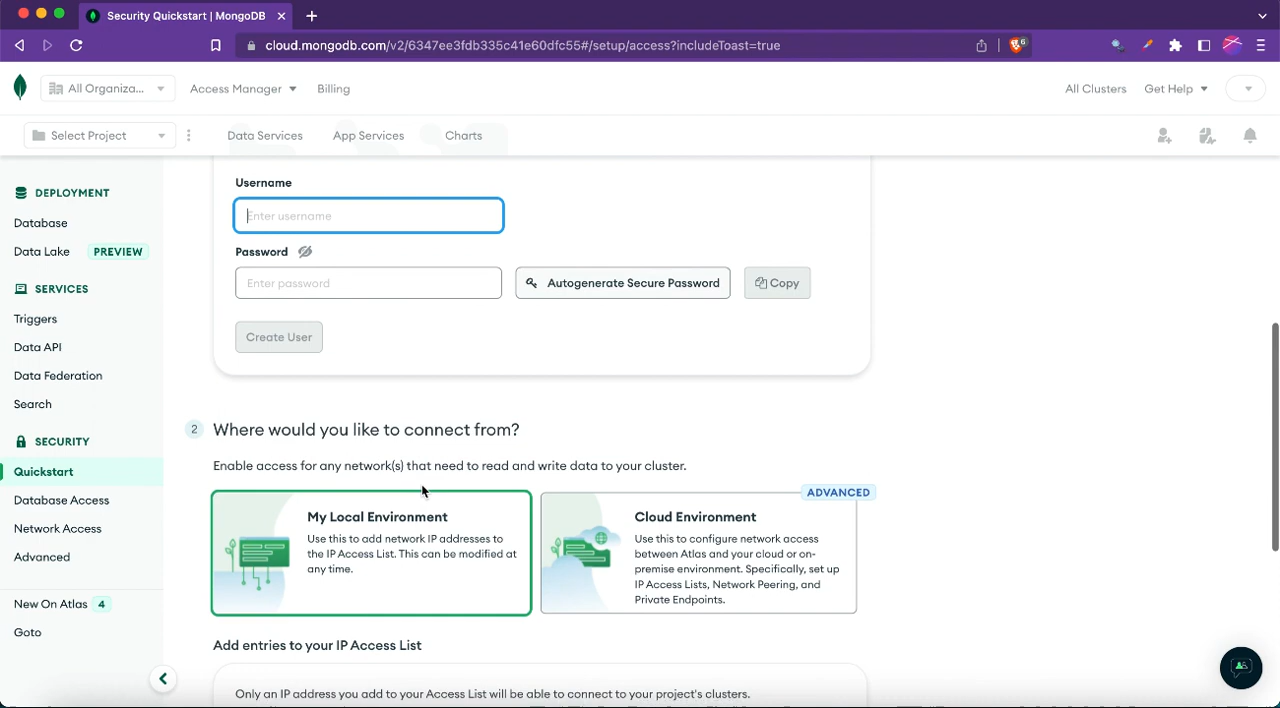 Security Quickstart | MongoDB
cloud.mongodb.com/v2/6347ee3fdb335c41e60dfc55#/setup/access?includeToast=true
6
All Organiza...
Access Manager
Billing
All Clusters
Get Help
Select Project
Data Services
App Services
Charts
DEPLOYMENT
Database
Data Lake
PREVIEW
SERVICES
Triggers
Data API
Data Federation
Search
SECURITY
Quickstart
Database Access
Network Access
Advanced
New On Atlas
4
Goto
Username
Enter username
Password
Enter password
Autogenerate Secure Password
Copy
Create User
2
Where would you like to connect from?
Enable access for any network(s) that need to read and write data to your cluster.
My Local Environment
Use this to add network IP addresses to
the IP Access List. This can be modified at
any time.
ADVANCED
Cloud Environment
Use this to configure network access
between Atlas and your cloud or on-
premise environment. Specifically, set up
IP Access Lists, Network Peering, and
Private Endpoints.
Add entries to your IP Access List
Only an IP address you add to your Access List will be able to connect to your project's clusters.